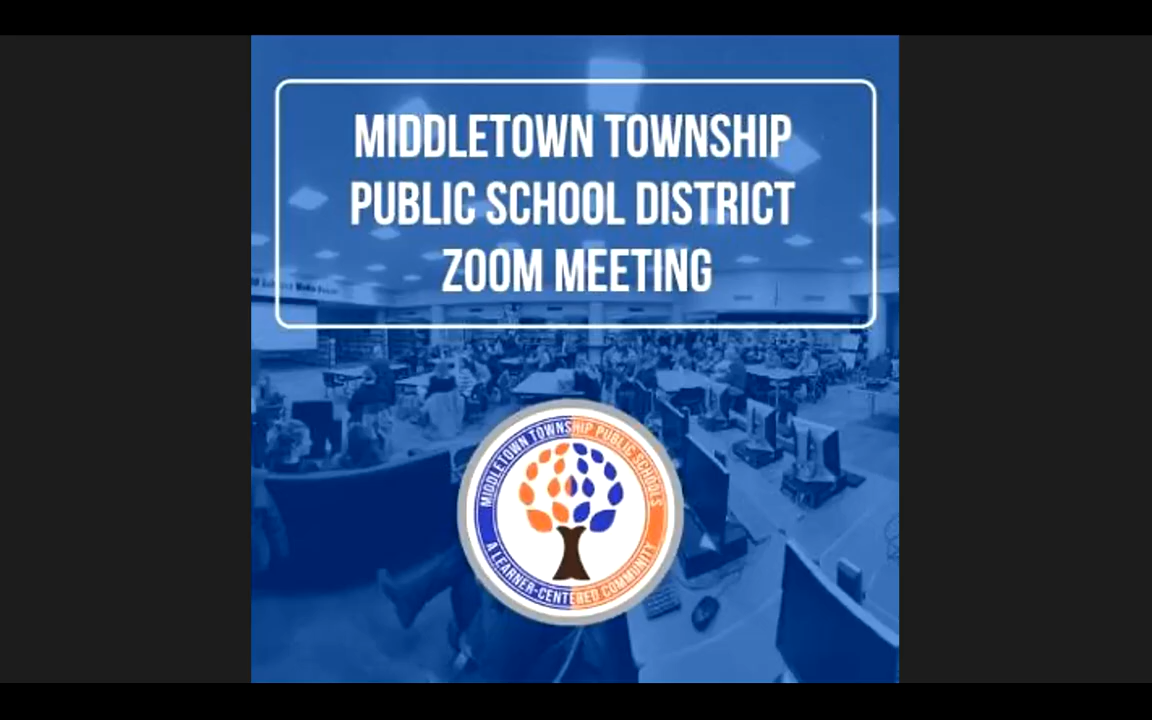 MIDDLETOWN TOWNSHIP
PUBLIC SCHOOL DISTRICT
ZOOM MEETING
MIDDLETOWN TOWNSHIP PUBLIC SCHOOLS
A LEARNER-CENTERED COMMUNITY